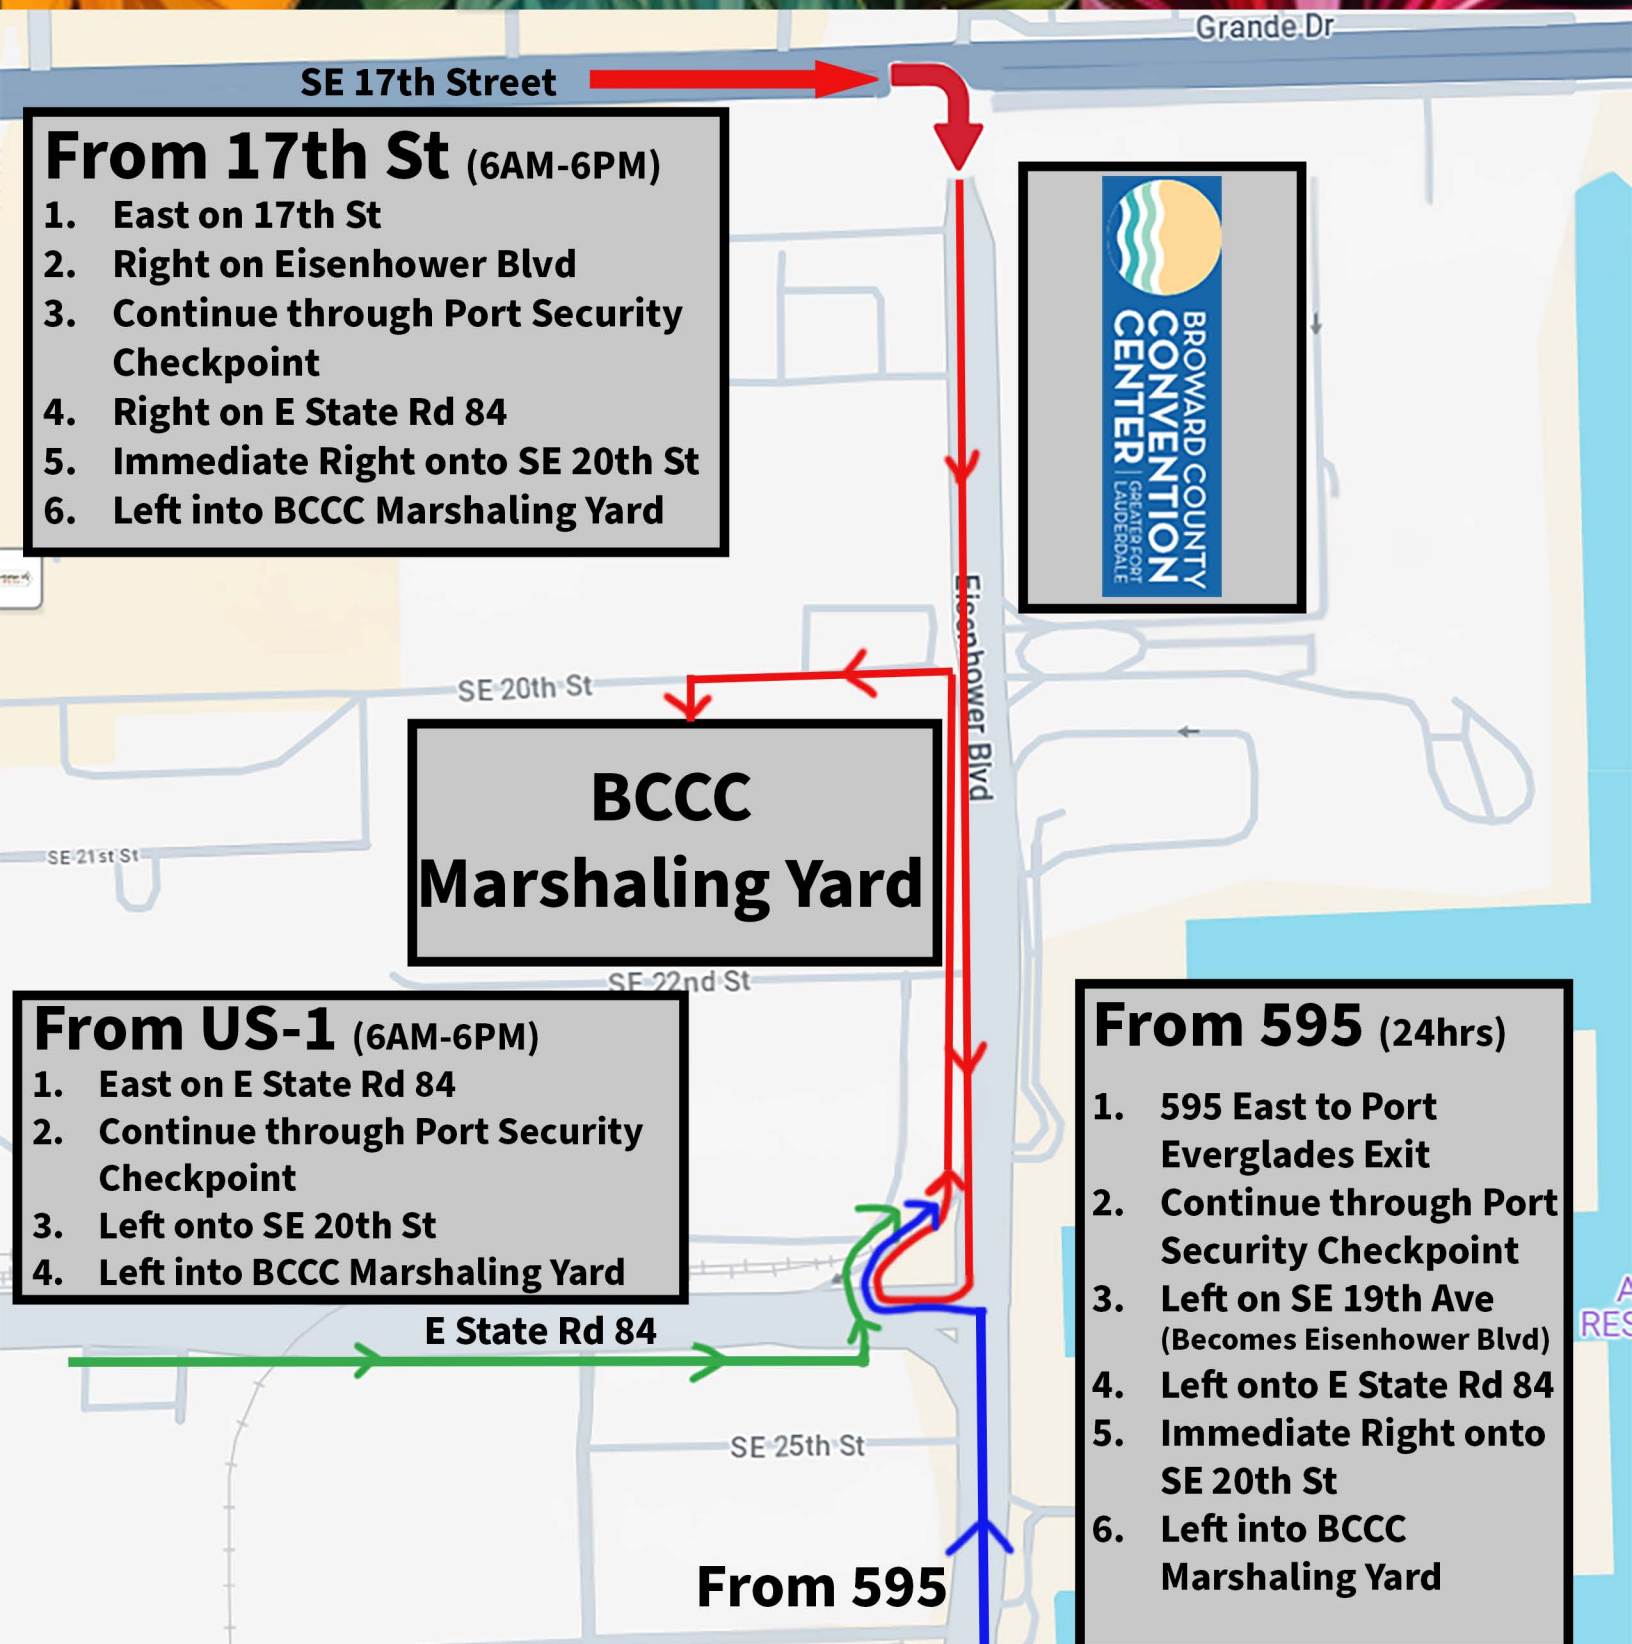 Grande Dr
SE 17th Street
From 17th St (6AM-6PM)
1. East on 17th St
2. Right on Eisenhower Blvd
3. Continue through Port Security
Checkpoint
4. Right on E State Rd 84
5. Immediate Right onto SE 20th St
6. Left into BCCC Marshaling Yard
BROWARD COUNTY
CONVENTION
CENTER
GREATER FORT
LAUDERDALE
Eisenhower Blvd
SE 20th St
BCCC
Marshaling Yard
SE 21st St
SE 22nd St
From US-1 (6AM-6PM)
1. East on E State Rd 84
2. Continue through Port Security
Checkpoint
3. Left onto SE 20th St
4. Left into BCCC Marshaling Yard
E State Rd 84
From 595 (24hrs)
1. 595 East to Port
Everglades Exit
2. Continue through Port
Security Checkpoint
3. Left on SE 19th Ave
(Becomes Eisenhower Blvd)
4. Left onto E State Rd 84
5. Immediate Right onto
SE 20th St
6. Left into BCCC
Marshaling Yard
A
RES
SE 25th St
From 595